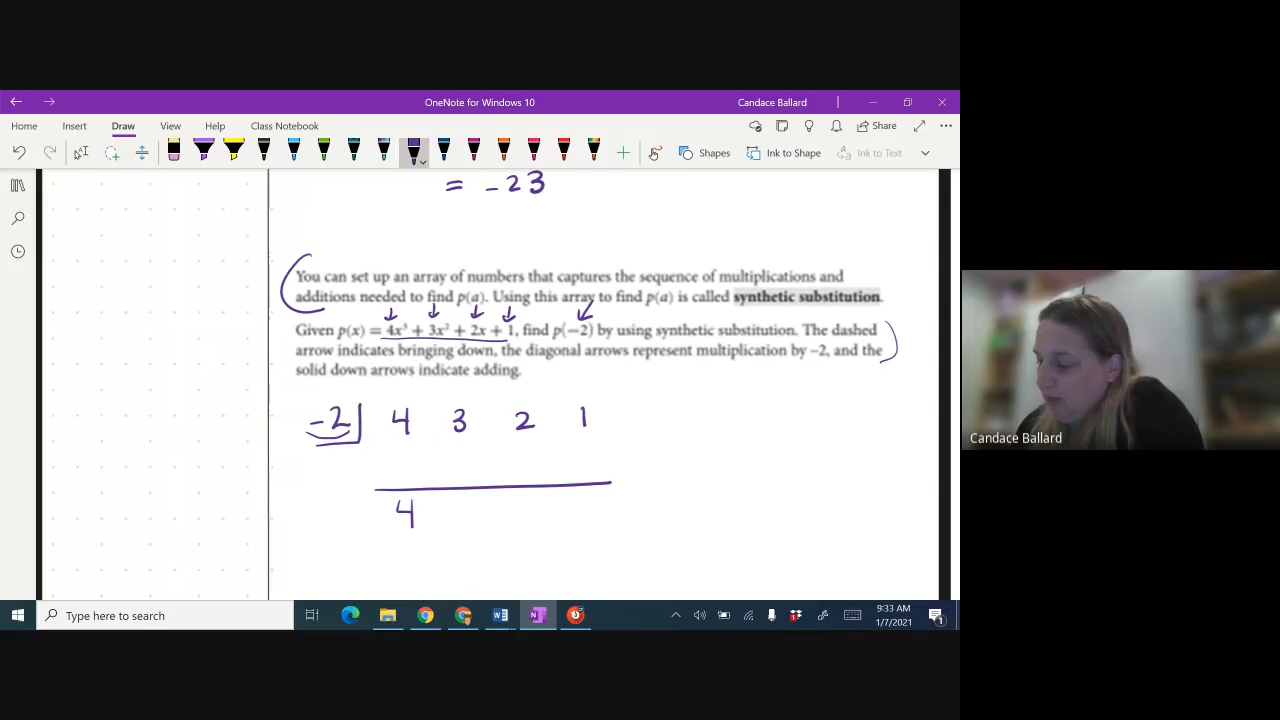 OneNote for Windows 10
Candace Ballard
Home Insert Draw View Help Class Notebook
Share
Shapes Ink to Shape Ink to Text
= -23
You can set up an array of numbers that captures the sequence of multiplications and
additions needed to find p(a). Using this array to find p(a) is called synthetic substitution.
Given p(x) = 4x³ + 3x² + 2x + 1, find p(−2) by using synthetic substitution. The dashed
arrow indicates bringing down, the diagonal arrows represent multiplication by −2, and the
solid down arrows indicate adding.
-2 4 3 2 1
4
Candace Ballard
Type here to search
9:33 AM
1/7/2021